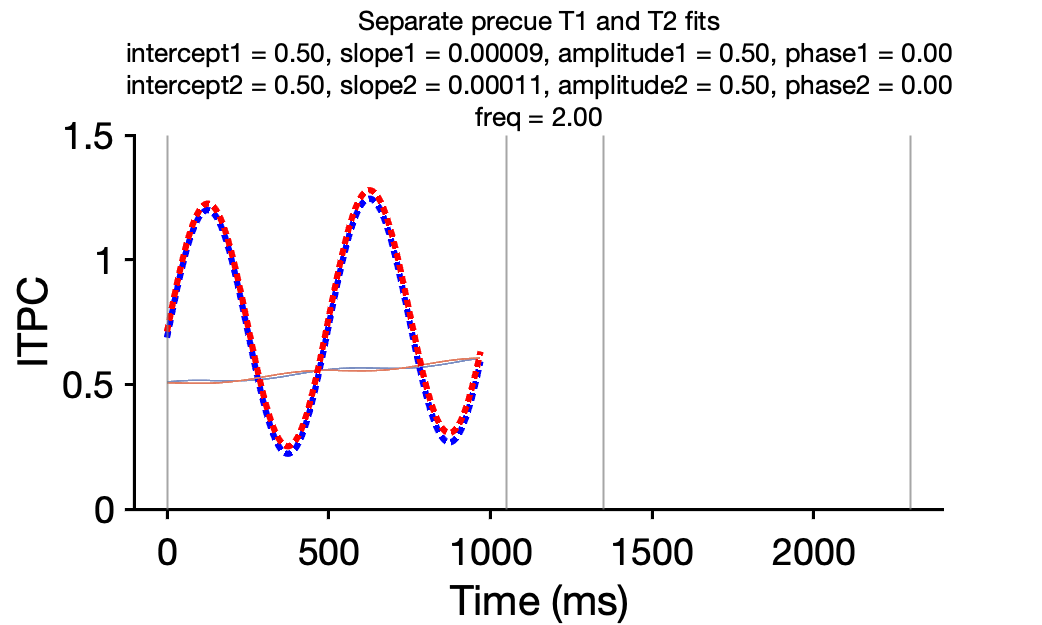 Separate precue T1 and T2 fits
intercept1 = 0.50, slope1 = 0.00009, amplitude1 = 0.50, phase1 = 0.00
intercept2 = 0.50, slope2 = 0.00011, amplitude2 = 0.50, phase2 = 0.00
freq = 2.00
1.5
1
0.5
0
ITPC
0 500 1000 1500 2000
Time (ms)